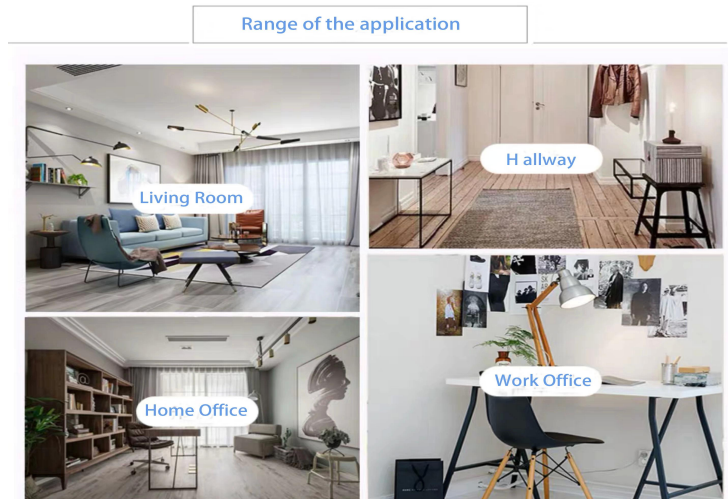 Range of the application
Living Room
H allway
Home Office
Work Office